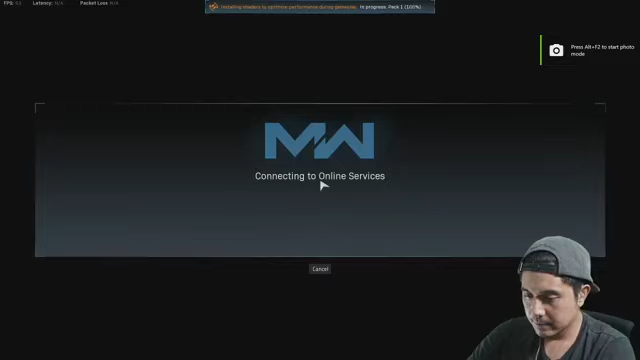 FPS: 62 Latency: N/A Packet Loss: N/A
Installing shaders to optimize performance during gameplay. In progress: Pack 1 (100%)
Press Alt+F2 to start photo
mode
MW
Connecting to Online Services
Cancel